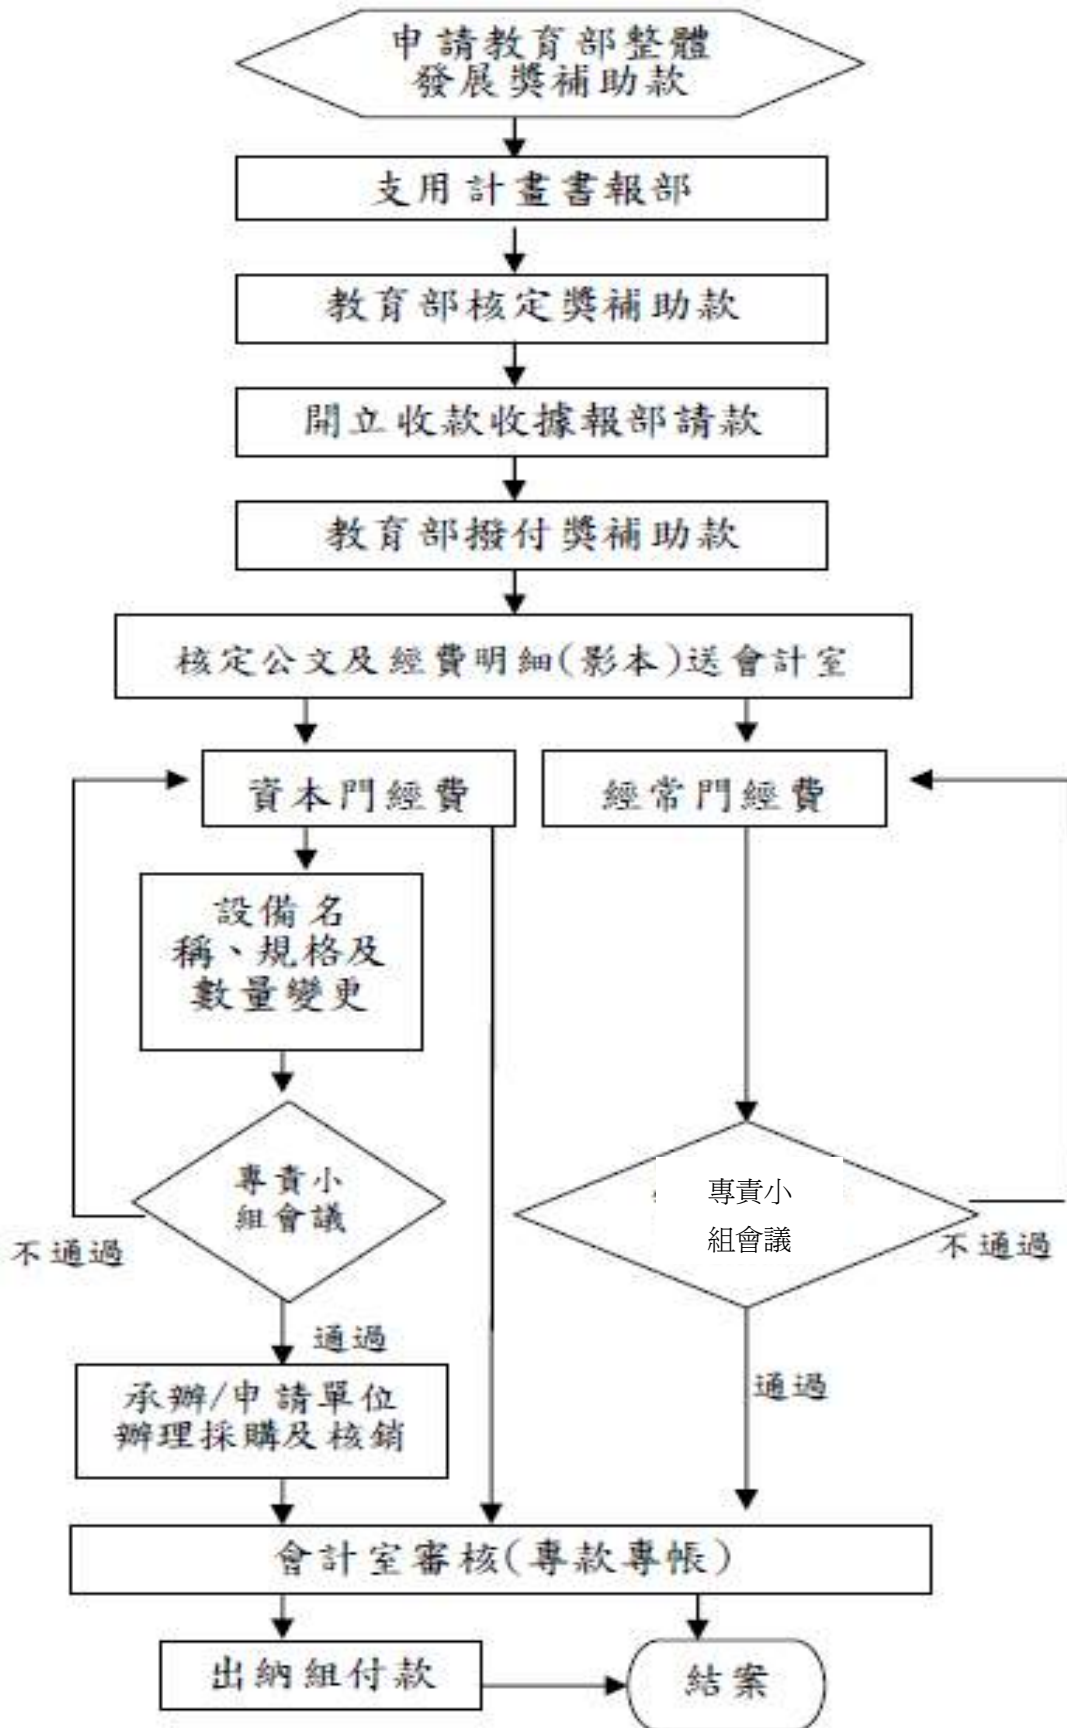 申請教育部整體
發展獎補助款
支用計畫書報部
教育部核定獎補助款
開立收款收據報部請款
教育部撥付獎補助款
核定公文及經費明細(影本)送會計室
資本門經費
經常門經費
設備名
稱、規格及
數量變更
專責小
組會議
不通過
專責小
組會議
不通過
通過
承辦/申請單位
辦理採購及核銷
通過
會計室審核(專款專帳)
出納組付款
結案